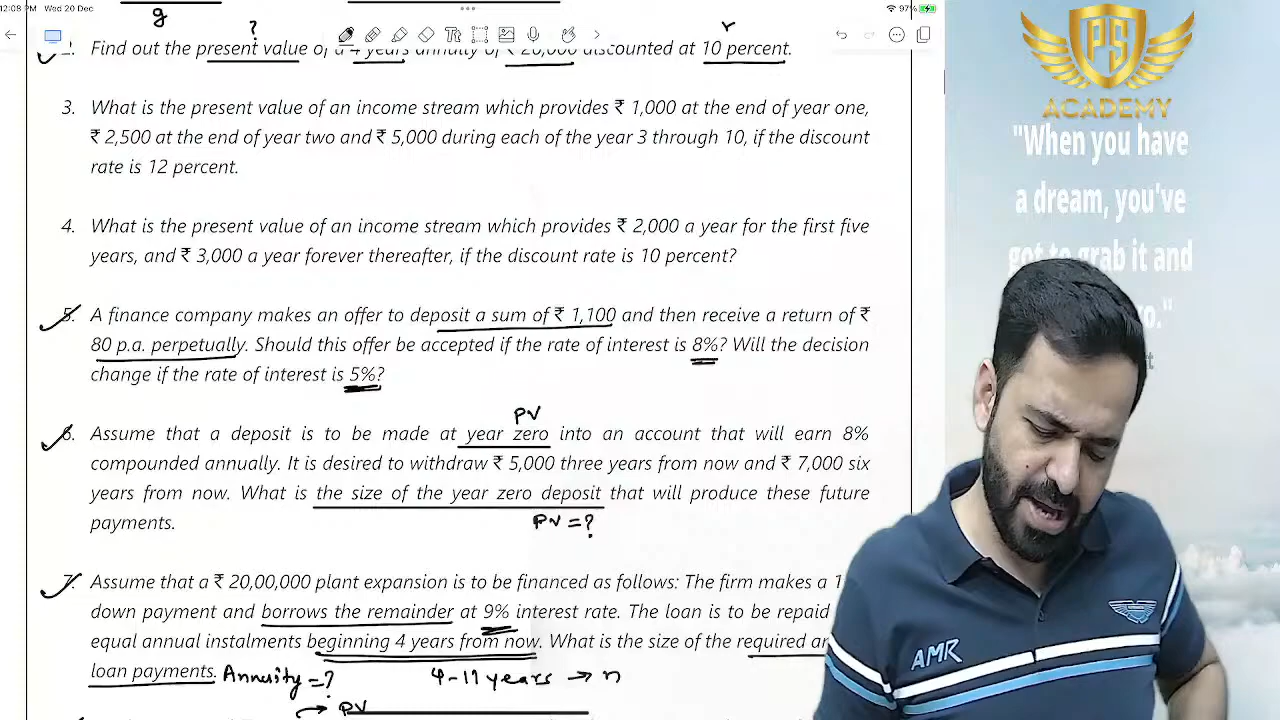 12:08 PM Wed 20 Dec
97%
g
?
r
Find out the present value of a 4 years annuity of ₹ 20,000 discounted at 10 percent.
3. What is the present value of an income stream which provides ₹ 1,000 at the end of year one,
₹ 2,500 at the end of year two and ₹ 5,000 during each of the year 3 through 10, if the discount
rate is 12 percent.
4. What is the present value of an income stream which provides ₹ 2,000 a year for the first five
years, and ₹ 3,000 a year forever thereafter, if the discount rate is 10 percent?
5. A finance company makes an offer to deposit a sum of ₹ 1,100 and then receive a return of ₹
80 p.a. perpetually. Should this offer be accepted if the rate of interest is 8%? Will the decision
change if the rate of interest is 5%?
PV
6. Assume that a deposit is to be made at year zero into an account that will earn 8%
compounded annually. It is desired to withdraw ₹ 5,000 three years from now and ₹ 7,000 six
years from now. What is the size of the year zero deposit that will produce these future
payments.
PV = ?
7. Assume that a ₹ 20,00,000 plant expansion is to be financed as follows: The firm makes a
down payment and borrows the remainder at 9% interest rate. The loan is to be repaid
equal annual instalments beginning 4 years from now. What is the size of the required
loan payments. Annuity = ? 4-11 years → n
→ PV
PS
ACADEMY
"When you have
a dream, you've
got to grab it and
AMR